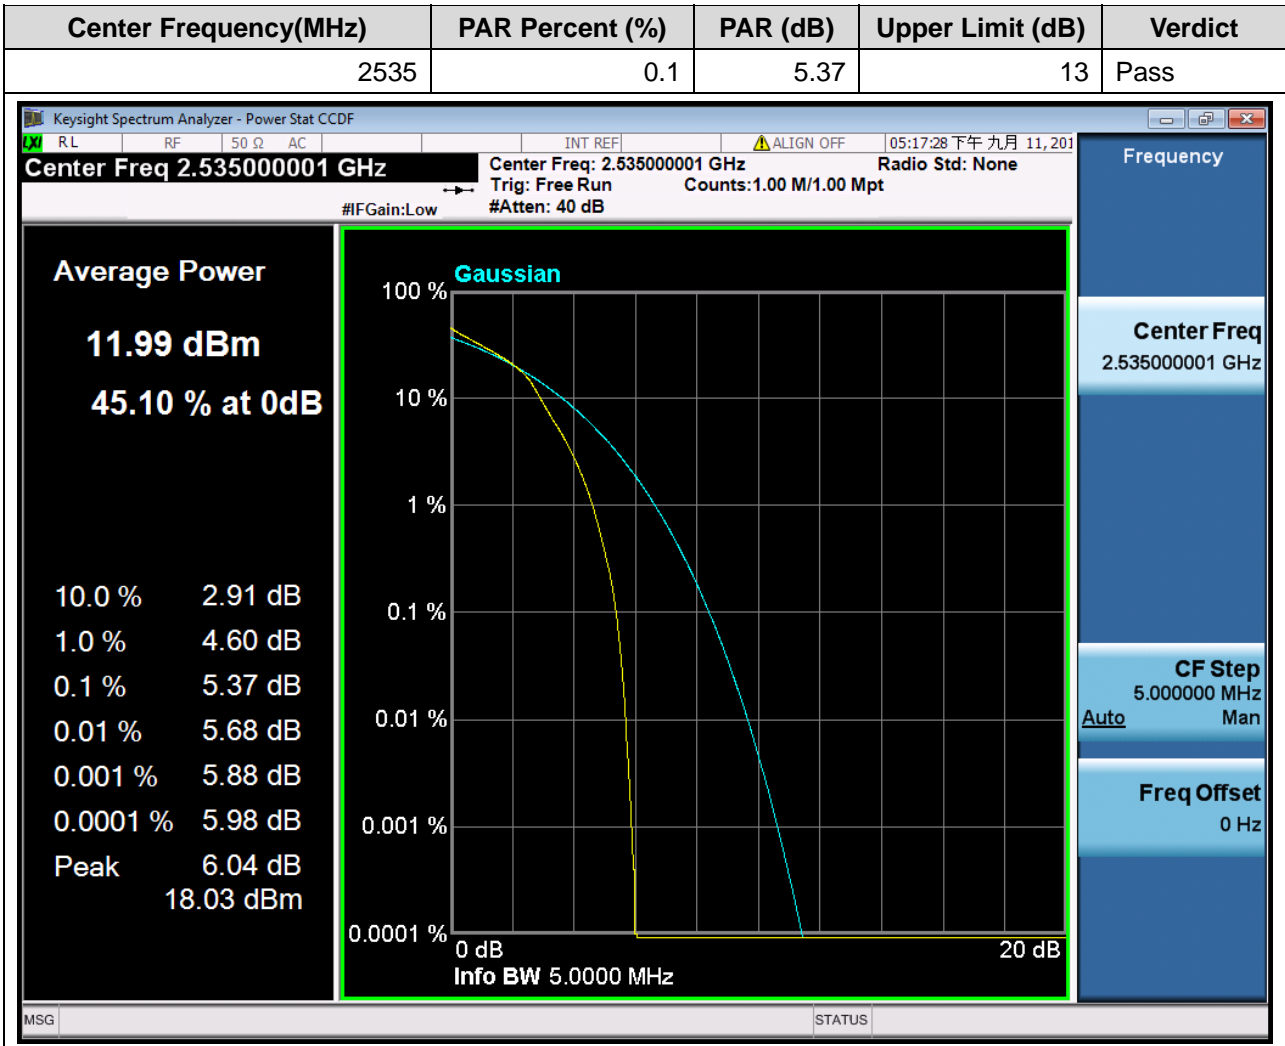 Center Frequency(MHz) PAR Percent (%) PAR (dB) Upper Limit (dB) Verdict
2535 0.1 5.37 13 Pass
Keysight Spectrum Analyzer - Power Stat CCDF
LXI RL RF 50 Ω AC INT REF ALIGN OFF 05:17:28 下午 九月 11, 201
Center Freq 2.535000001 GHz
Center Freq: 2.535000001 GHz Radio Std: None
Trig: Free Run Counts:1.00 M/1.00 Mpt
#IFGain:Low #Atten: 40 dB
Average Power
11.99 dBm
45.10 % at 0dB
10.0 % 2.91 dB
1.0 % 4.60 dB
0.1 % 5.37 dB
0.01 % 5.68 dB
0.001 % 5.88 dB
0.0001 % 5.98 dB
Peak 6.04 dB
18.03 dBm
Gaussian
100 %
10 %
1 %
0.1 %
0.01 %
0.001 %
0.0001 %
0 dB 20 dB
Info BW 5.0000 MHz
Frequency
Center Freq
2.535000001 GHz
CF Step
5.000000 MHz
Auto Man
Freq Offset
0 Hz
MSG STATUS